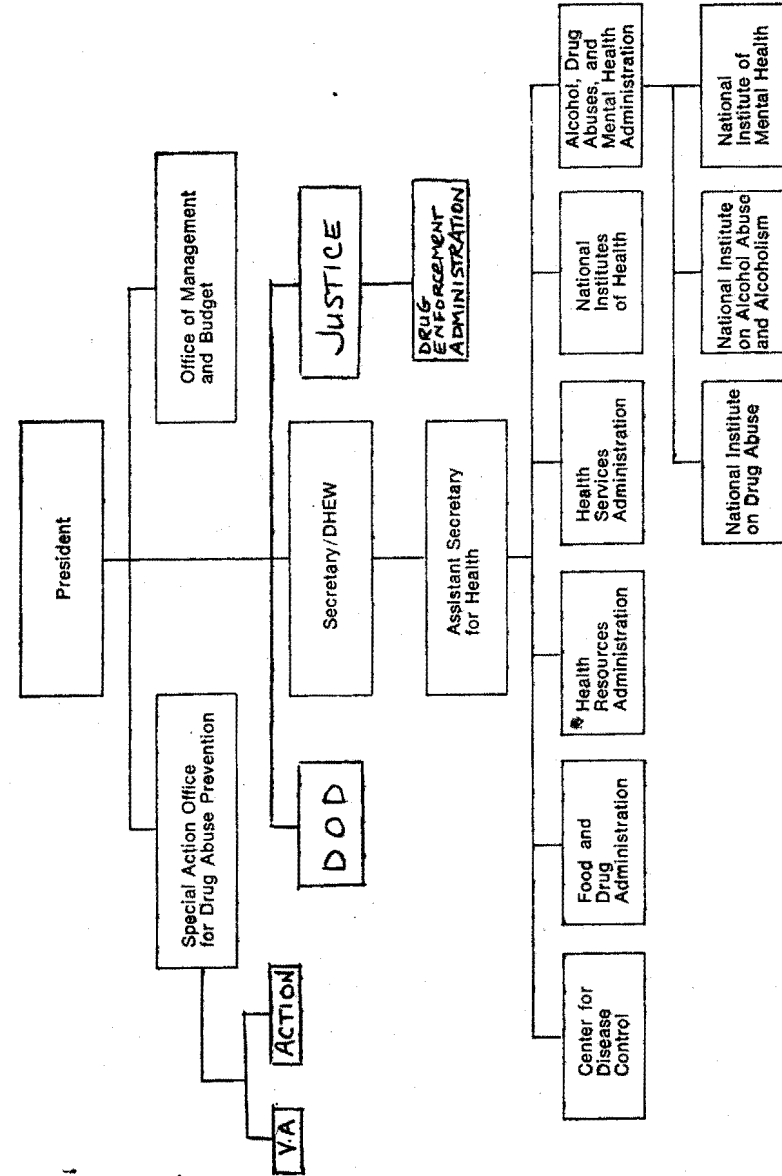 President
Special Action Office
for Drug Abuse Prevention
Office of Management
and Budget
V.A
ACTION
DOD
Secretary/DHEW
JUSTICE
Assistant Secretary
for Health
DRUG
ENFORCEMENT
ADMINISTRATION
Center for
Disease
Control
Food and
Drug
Administration
Health
Resources
Administration
Health
Services
Administration
National
Institutes
of Health
Alcohol, Drug
Abuses, and
Mental Health
Administration
National Institute
on Drug Abuse
National Institute
on Alcohol Abuse
and Alcoholism
National
Institute of
Mental Health